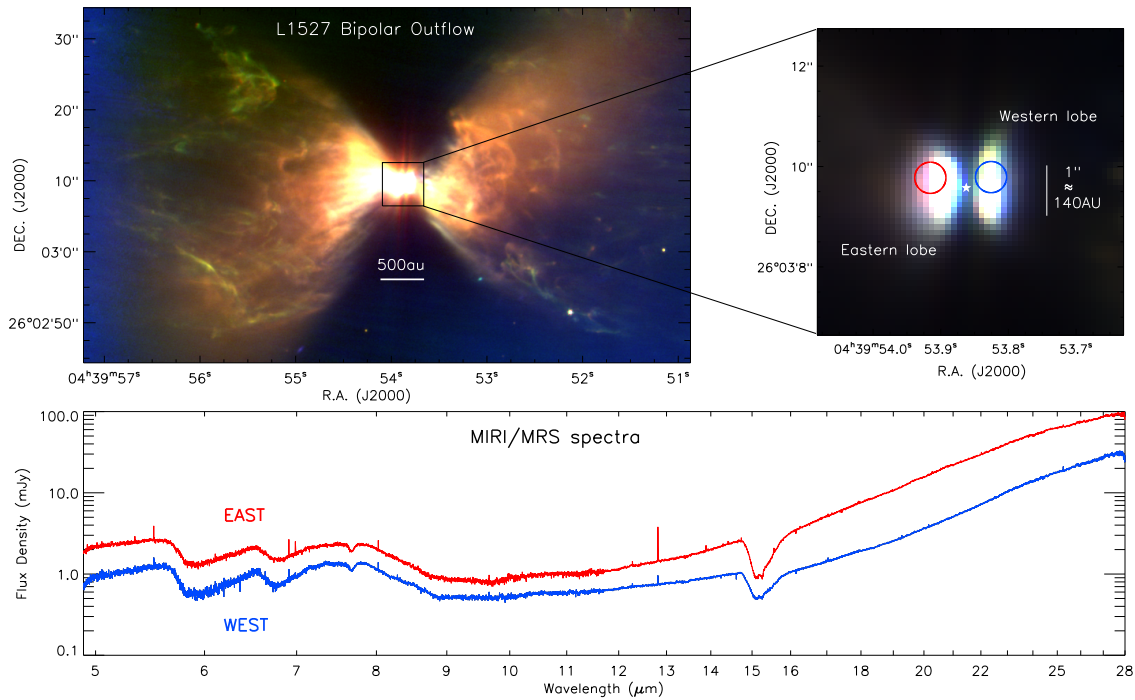 L1527 Bipolar Outflow
30''
20''
10''
03'0''
26°02'50''
DEC. (J2000)
500au
04ʰ39ᵐ57ˢ
56ˢ
55ˢ
54ˢ
53ˢ
52ˢ
51ˢ
R.A. (J2000)
12''
10''
26°03'8''
DEC. (J2000)
Western lobe
1''
≈
140AU
Eastern lobe
04ʰ39ᵐ54.0ˢ
53.9ˢ
53.8ˢ
53.7ˢ
R.A. (J2000)
MIRI/MRS spectra
100.0
10.0
1.0
0.1
Flux Density (mJy)
EAST
WEST
5
6
7
8
9
10
11
12
13
14
15
16
18
20
22
25
28
Wavelength (μm)